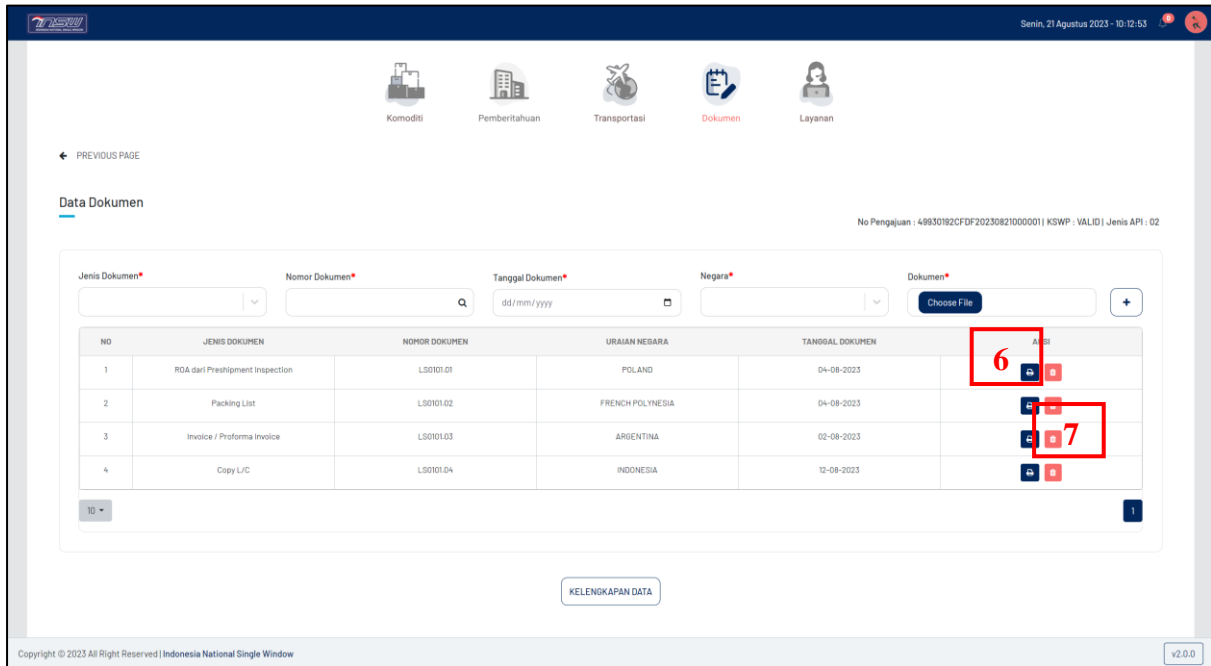 INSW
Senin, 21 Agustus 2023 - 10:12:53
0
Komoditi
Pemberitahuan
Transportasi
Dokumen
Layanan
PREVIOUS PAGE
Data Dokumen
No Pengajuan : 49930192CFDF20230821000001 | KSWP : VALID | Jenis API : 02
Jenis Dokumen* Nomor Dokumen* Tanggal Dokumen* Negara* Dokumen*
dd/mm/yyyy Choose File +
NO JENIS DOKUMEN NOMOR DOKUMEN URAIAN NEGARA TANGGAL DOKUMEN
6
1 ROA dari Preshipment Inspection LS0101.01 POLAND 04-08-2023
2 Packing List LS0101.02 FRENCH POLYNESIA 04-08-2023
3 Invoice / Proforma Invoice LS0101.03 ARGENTINA 02-08-2023 7
4 Copy L/C LS0101.04 INDONESIA 12-08-2023
10 1
KELENGKAPAN DATA
Copyright © 2023 All Right Reserved | Indonesia National Single Window v2.0.0